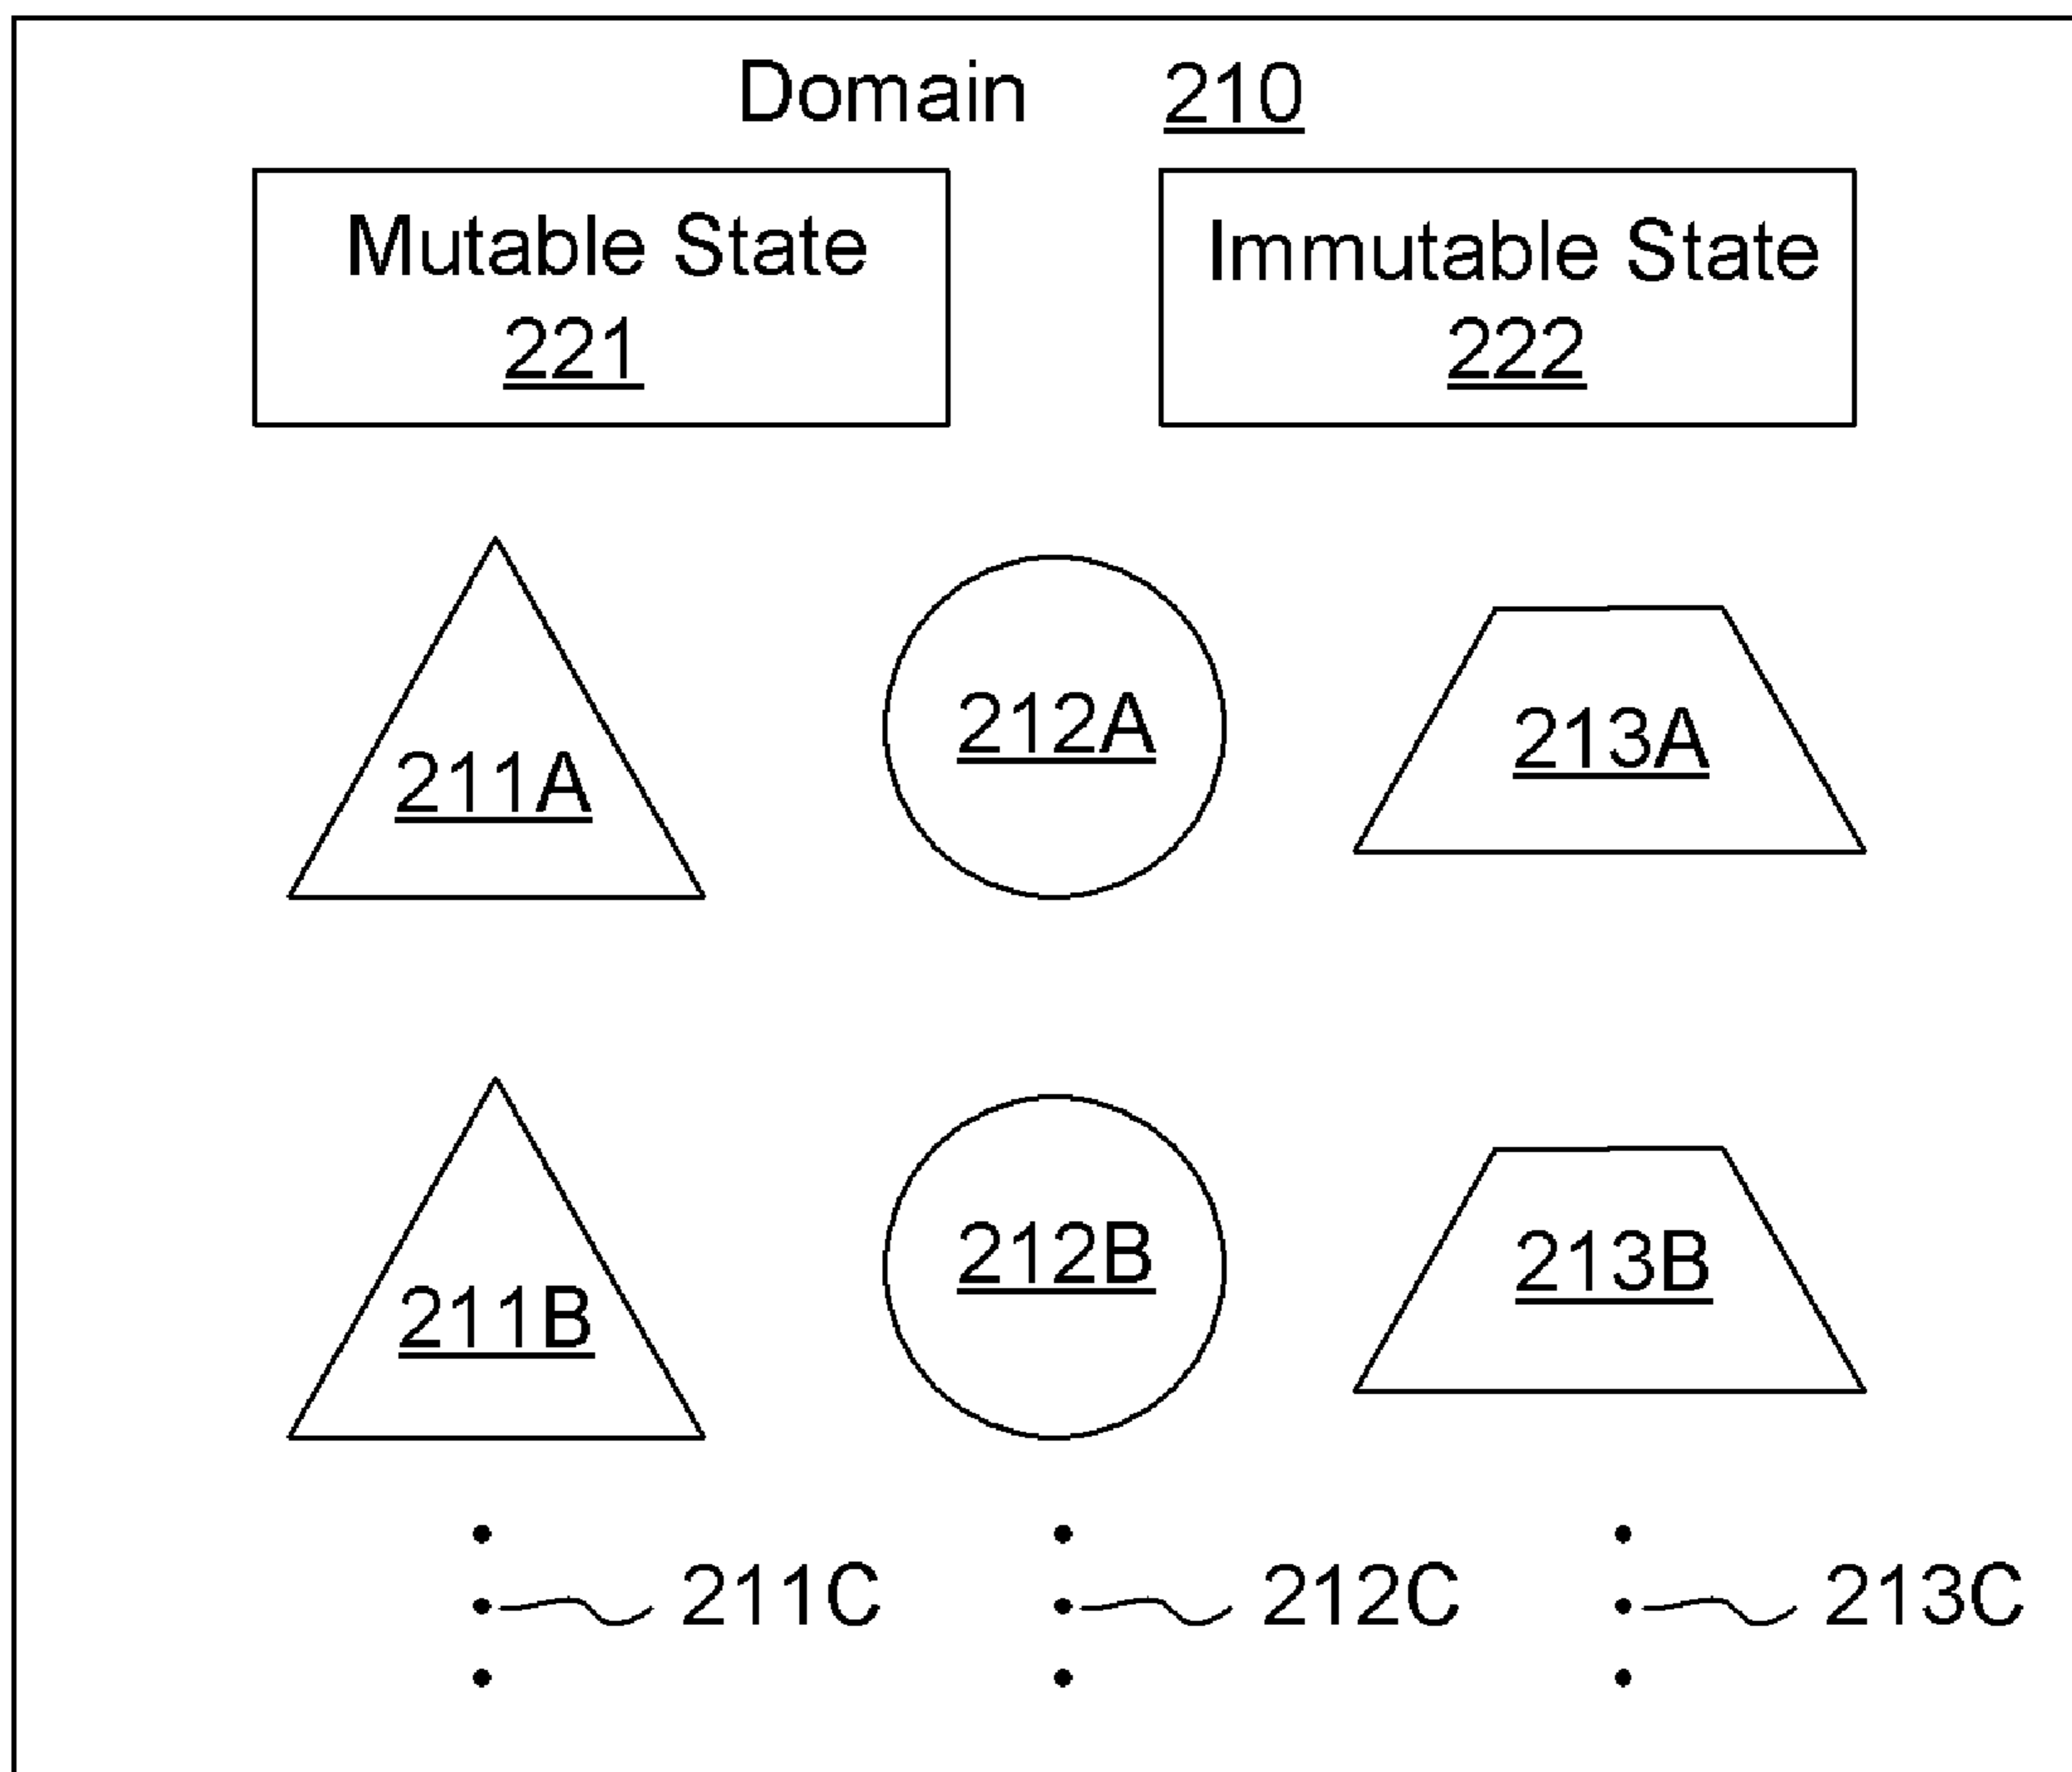 Domain 210
Mutable State
221
Immutable State
222
211A
212A
213A
211B
212B
213B
211C
212C
213C